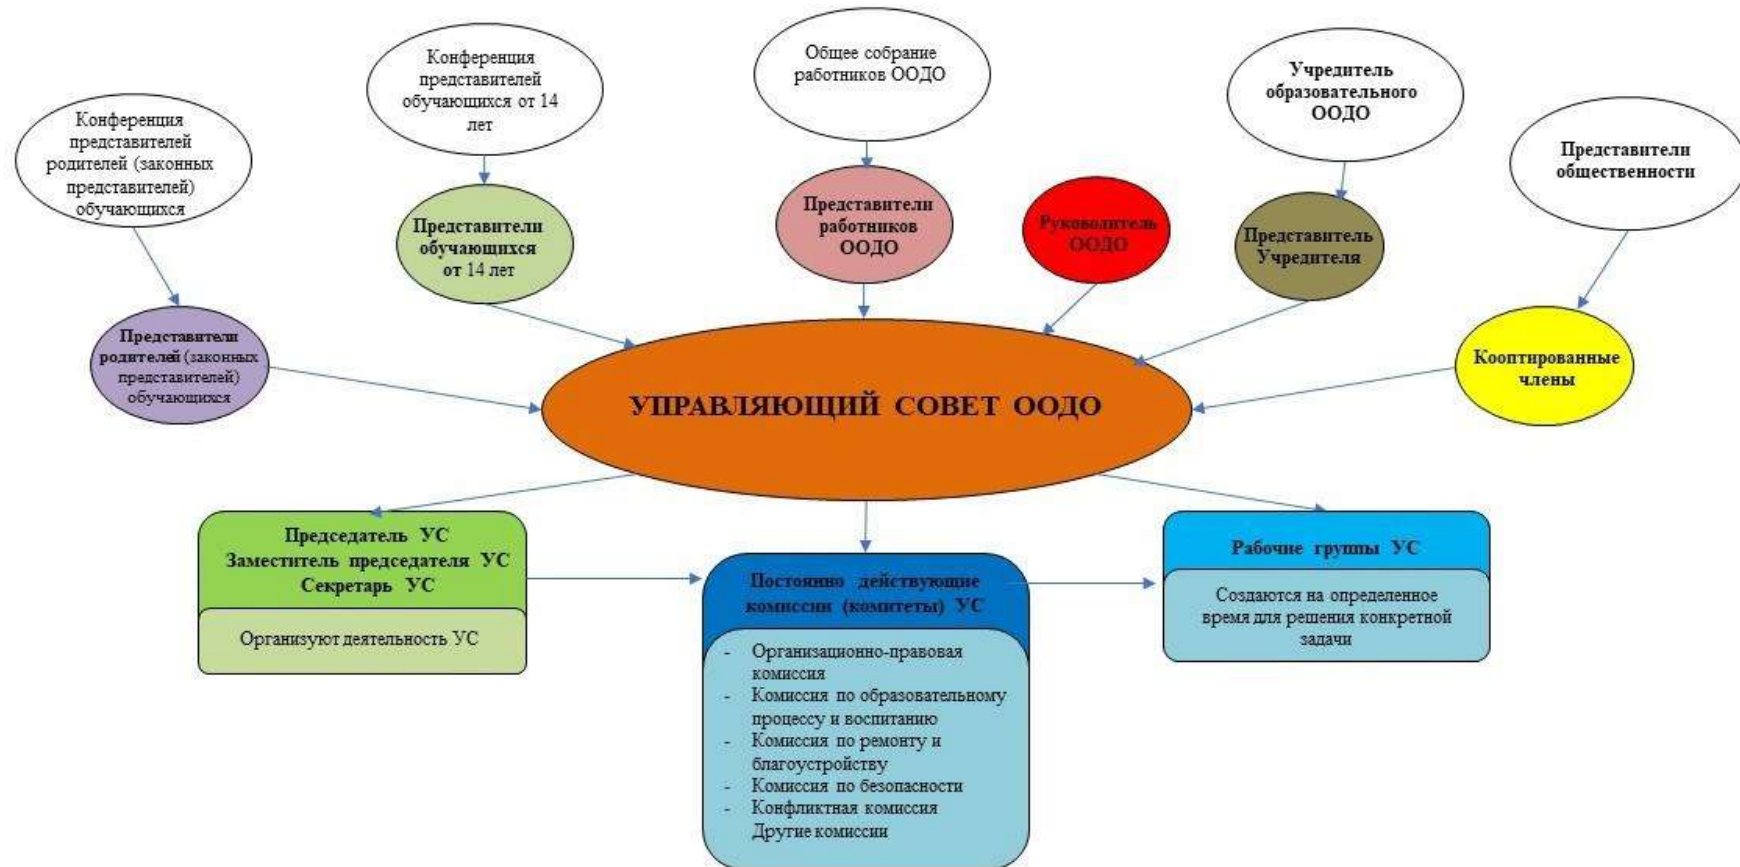 Конференция
представителей
родителей (законных
представителей)
обучающихся
Конференция
представителей
обучающихся от 14
лет
Общее собрание
работников ООДО
Учредитель
образовательного
ООДО
Представители
общественности
Представители
обучающихся
от 14 лет
Представители
работников
ООДО
Руководитель
ООДО
Представитель
Учредителя
Представители
родителей (законных
представителей)
обучающихся
Кооптированные
члены
УПРАВЛЯЮЩИЙ СОВЕТ ООДО
Председатель УС
Заместитель председателя УС
Секретарь УС
Организуют деятельность УС
Постоянно действующие
комиссии (комитеты) УС
- Организационно-правовая
комиссия
- Комиссия по образовательному
процессу и воспитанию
- Комиссия по ремонту и
благоустройству
- Комиссия по безопасности
- Конфликтная комиссия
Другие комиссии
Рабочие группы УС
Создаются на определенное
время для решения конкретной
задачи